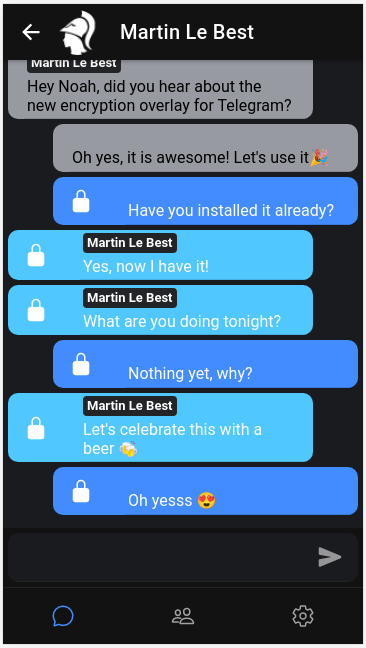 Martin Le Best
Martin Le Best
Hey Noah, did you hear about the
new encryption overlay for Telegram?
Oh yes, it is awesome! Let's use it🎉
Have you installed it already?
Martin Le Best
Yes, now I have it!
Martin Le Best
What are you doing tonight?
Nothing yet, why?
Martin Le Best
Let's celebrate this with a
beer 🍻
Oh yesss 😍